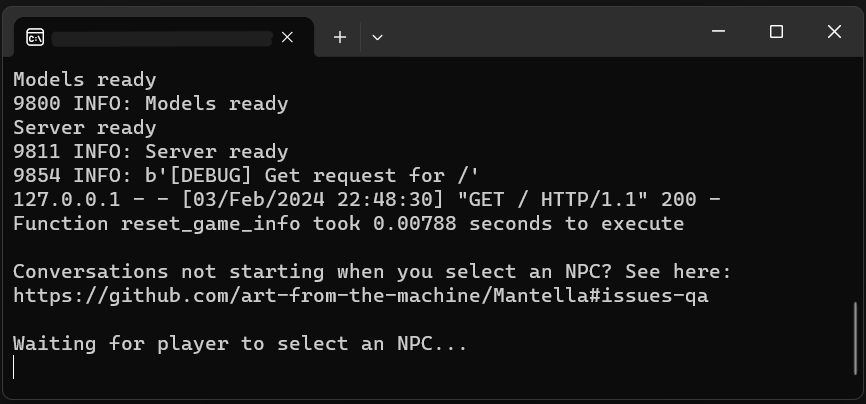 Models ready
9800 INFO: Models ready
Server ready
9811 INFO: Server ready
9854 INFO: b'[DEBUG] Get request for /'
127.0.0.1 - - [03/Feb/2024 22:48:30] "GET / HTTP/1.1" 200 -
Function reset_game_info took 0.00788 seconds to execute
Conversations not starting when you select an NPC? See here:
https://github.com/art-from-the-machine/Mantella#issues-qa
Waiting for player to select an NPC...